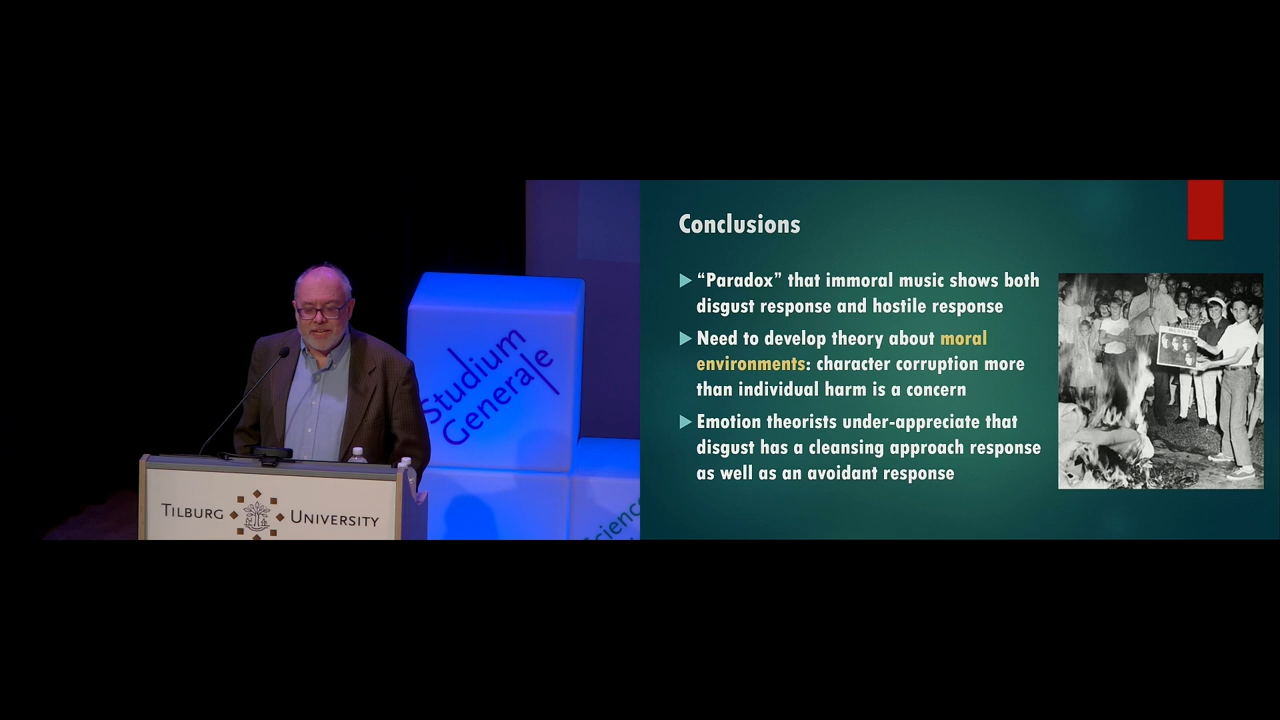 Studium
Generale
TILBURG UNIVERSITY
Conclusions
"Paradox" that immoral music shows both
disgust response and hostile response
Need to develop theory about moral
environments: character corruption more
than individual harm is a concern
Emotion theorists under-appreciate that
disgust has a cleansing approach response
as well as an avoidant response